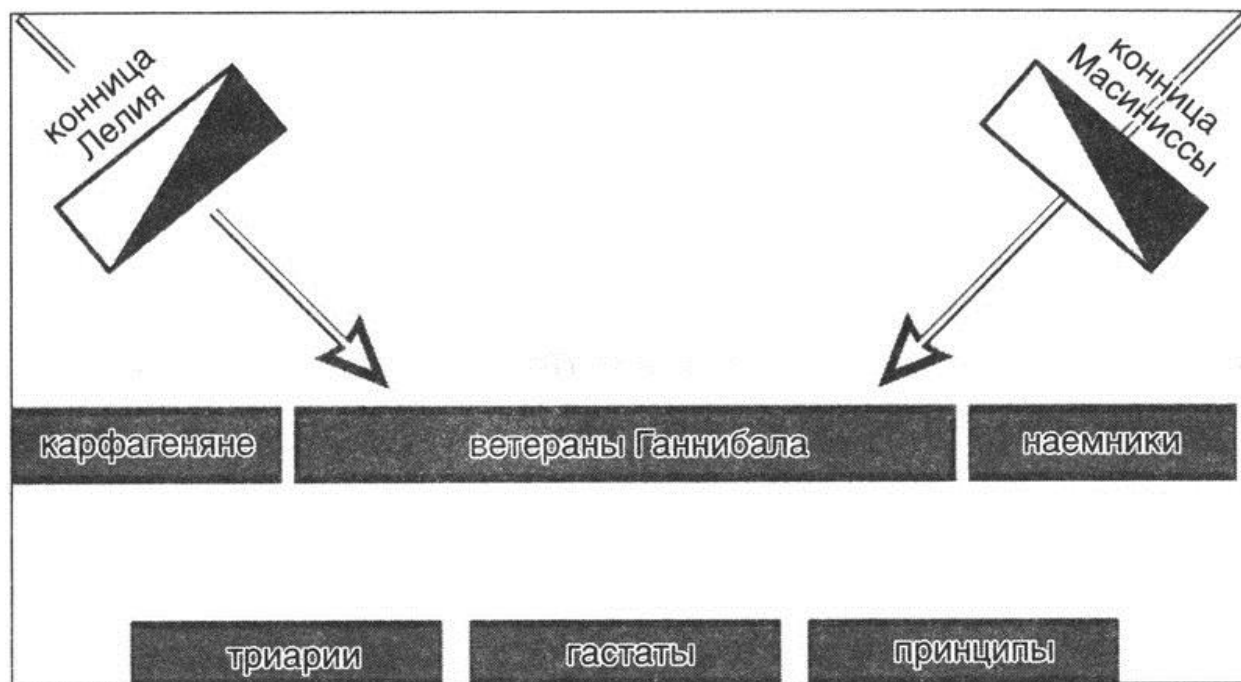 конница
Лелия
конница
Масиниссы
карфагеняне
ветераны Ганнибала
наемники
триарии
гастаты
принципы